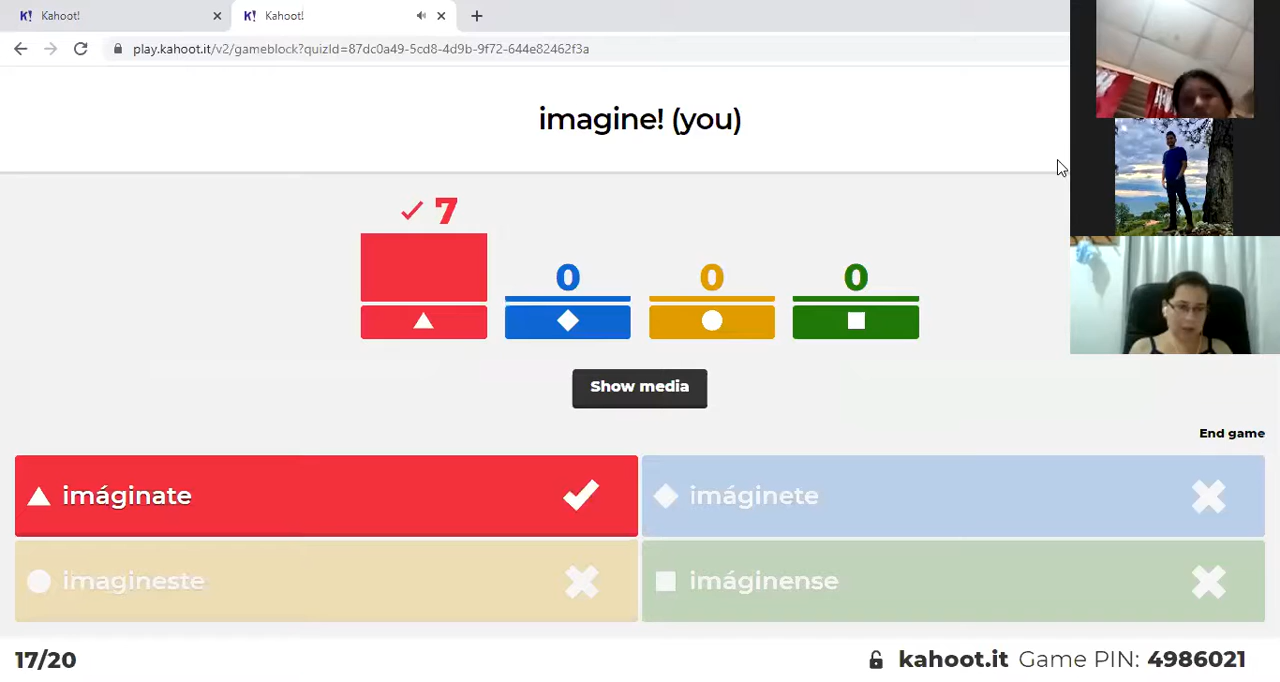 K! Kahoot!
K! Kahoot!
play.kahoot.it/v2/gameblock?quizId=87dc0a49-5cd8-4d9b-9f72-644e82462f3a
imagine! (you)
7
0
0
0
Show media
End game
imáginate
imáginete
imagineste
imáginense
17/20
kahoot.it Game PIN: 4986021